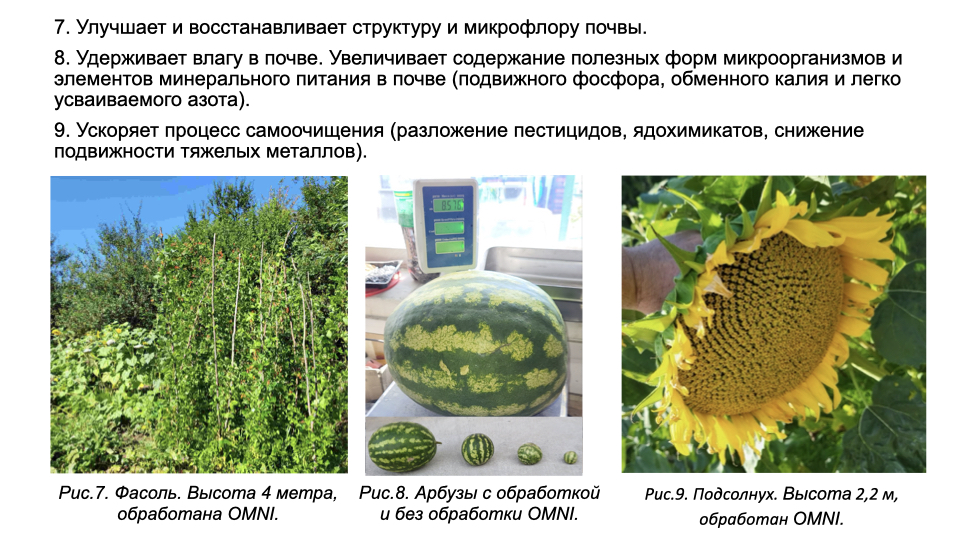 7. Улучшает и восстанавливает структуру и микрофлору почвы.
8. Удерживает влагу в почве. Увеличивает содержание полезных форм микроорганизмов и
элементов минерального питания в почве (подвижного фосфора, обменного калия и легко
усваиваемого азота).
9. Ускоряет процесс самоочищения (разложение пестицидов, ядохимикатов, снижение
подвижности тяжелых металлов).
Рис.7. Фасоль. Высота 4 метра,
обработана OMNI.
Рис.8. Арбузы с обработкой
и без обработки OMNI.
Рис.9. Подсолнух. Высота 2,2 м,
обработан OMNI.